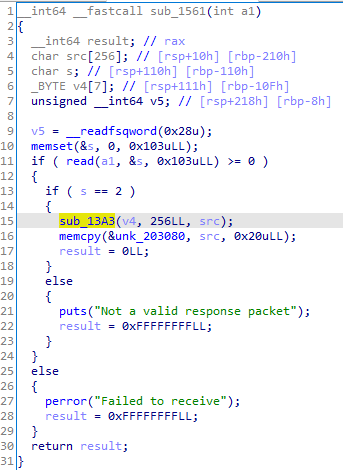 1 __int64 __fastcall sub_1561(int a1)
2 {
3 __int64 result; // rax
4 char src[256]; // [rsp+10h] [rbp-210h]
5 char s; // [rsp+110h] [rbp-110h]
6 _BYTE v4[7]; // [rsp+111h] [rbp-10Fh]
7 unsigned __int64 v5; // [rsp+218h] [rbp-8h]
8
9 v5 = __readfsqword(0x28u);
10 memset(&s, 0, 0x103uLL);
11 if ( read(a1, &s, 0x103uLL) >= 0 )
12 {
13 if ( s == 2 )
14 {
15 sub_13A3(v4, 256LL, src);
16 memcpy(&unk_203080, src, 0x20uLL);
17 result = 0LL;
18 }
19 else
20 {
21 puts("Not a valid response packet");
22 result = 0xFFFFFFFFLL;
23 }
24 }
25 else
26 {
27 perror("Failed to receive");
28 result = 0xFFFFFFFFLL;
29 }
30 return result;
31 }